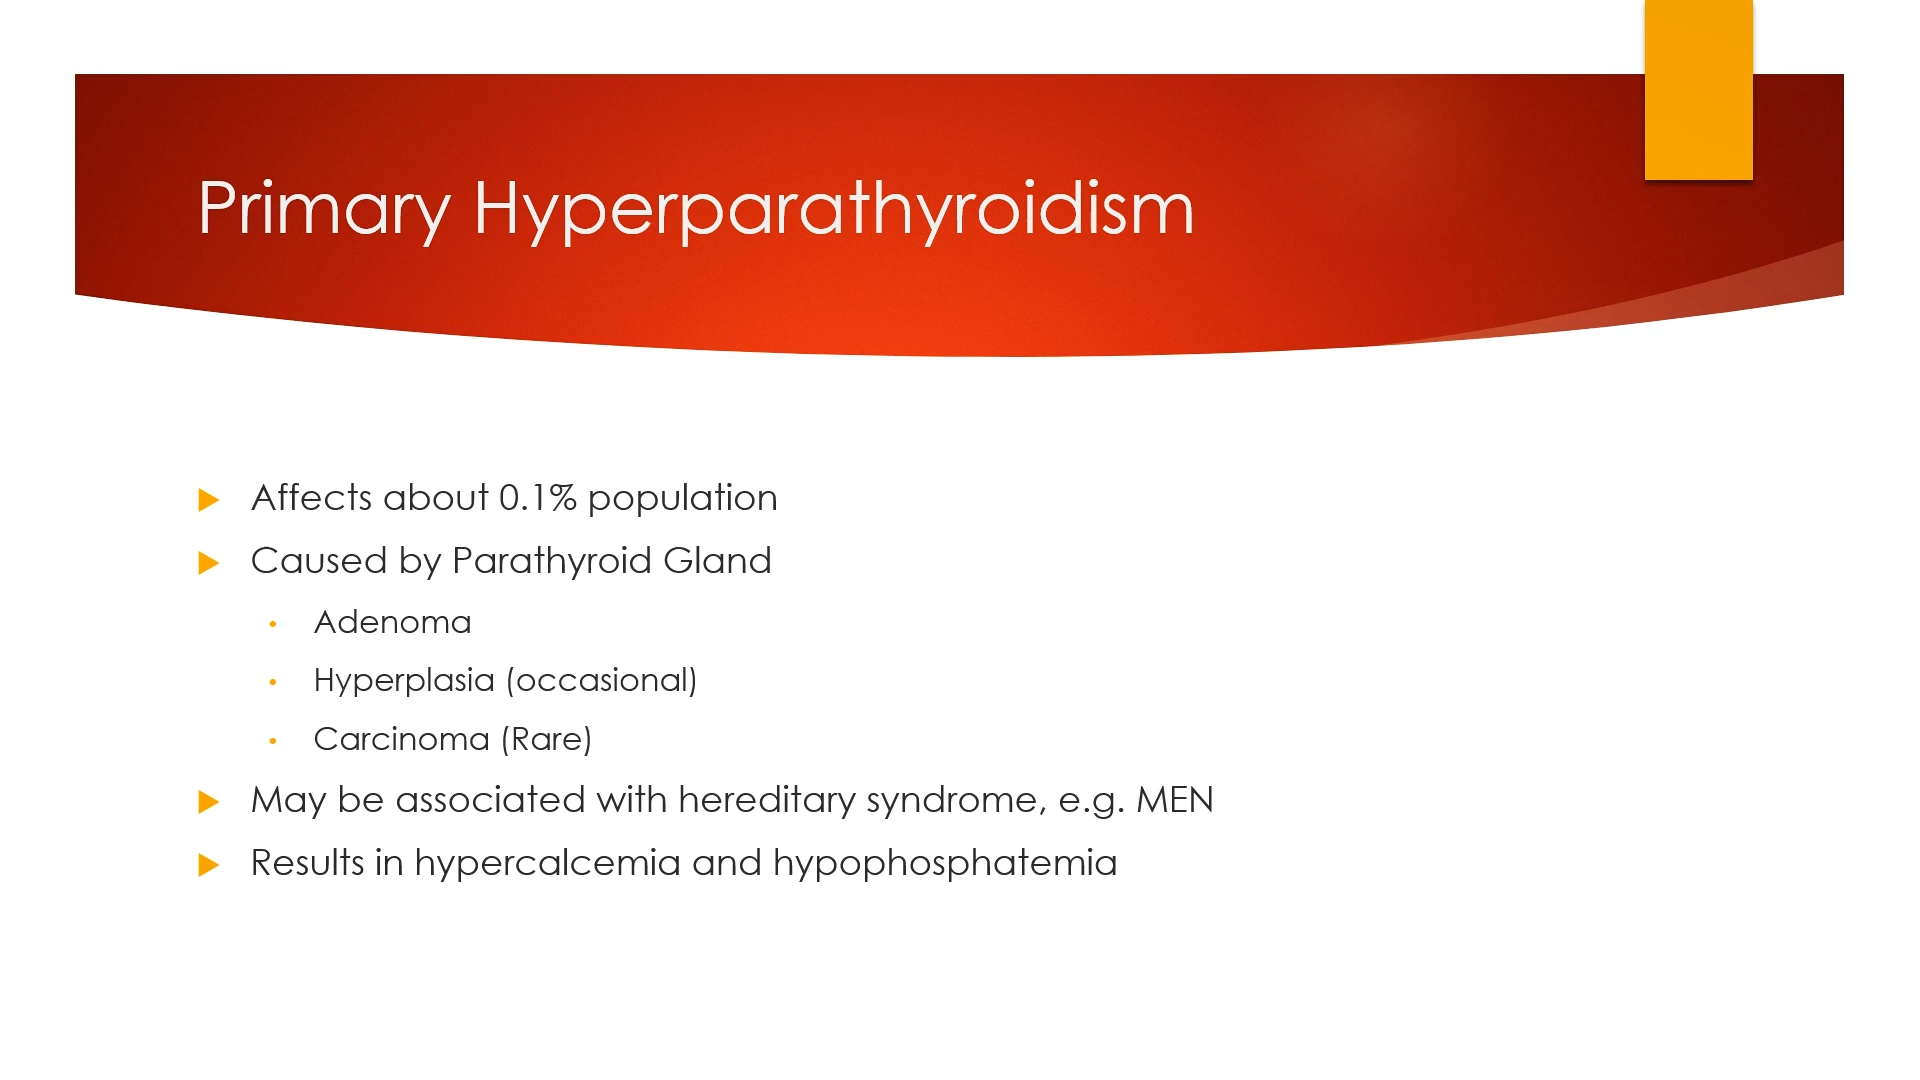 Primary Hyperparathyroidism
Affects about 0.1% population
Caused by Parathyroid Gland
Adenoma
Hyperplasia (occasional)
Carcinoma (Rare)
May be associated with hereditary syndrome, e.g. MEN
Results in hypercalcemia and hypophosphatemia